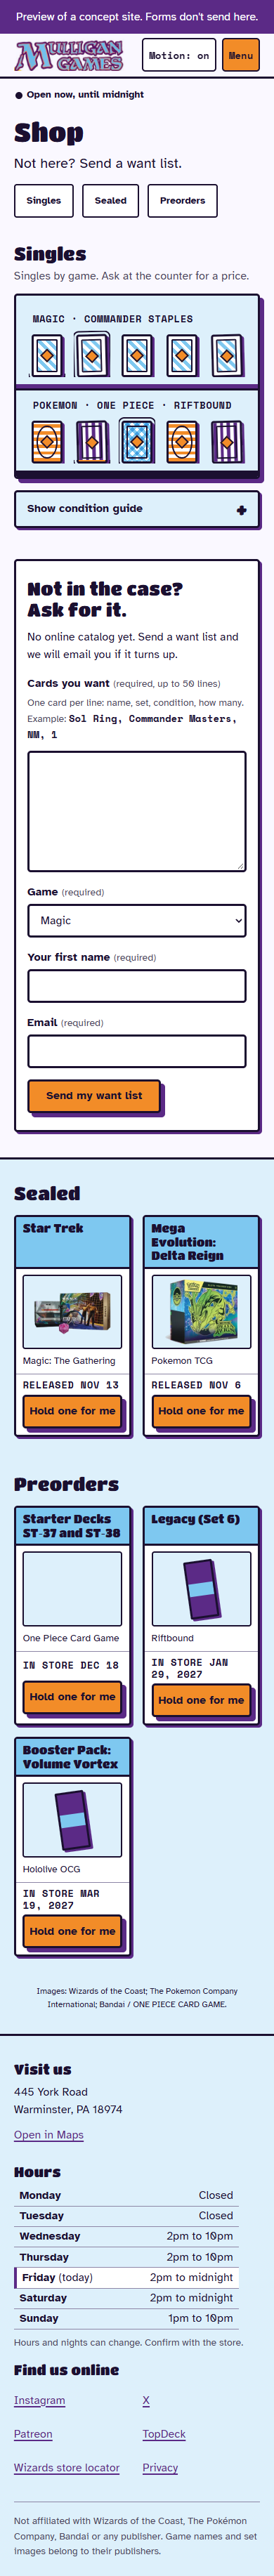 Preview of a concept site. Forms don't send here.
MULLIGAN
GAMES
Motion: on
Menu
Open now, until midnight
Shop
Not here? Send a want list.
Singles
Sealed
Preorders
Singles
Singles by game. Ask at the counter for a price.
MAGIC · COMMANDER STAPLES
POKEMON · ONE PIECE · RIFTBOUND
Show condition guide
Not in the case?
Ask for it.
No online catalog yet. Send a want list and
we will email you if it turns up.
Cards you want (required, up to 50 lines)
One card per line: name, set, condition, how many.
Example: Sol Ring, Commander Masters,
NM, 1
Game (required)
Magic
Your first name (required)
Email (required)
Send my want list
Sealed
Star Trek
Magic: The Gathering
RELEASED NOV 13
Hold one for me
Mega
Evolution:
Delta Reign
Pokemon TCG
RELEASED NOV 6
Hold one for me
Preorders
Starter Decks
ST-37 and ST-38
One Piece Card Game
IN STORE DEC 18
Hold one for me
Legacy (Set 6)
Riftbound
IN STORE JAN
29, 2027
Hold one for me
Booster Pack:
Volume Vortex
Hololive OCG
IN STORE MAR
19, 2027
Hold one for me
Images: Wizards of the Coast; The Pokemon Company
International; Bandai / ONE PIECE CARD GAME.
Visit us
445 York Road
Warminster, PA 18974
Open in Maps
Hours
Monday Closed
Tuesday Closed
Wednesday 2pm to 10pm
Thursday 2pm to 10pm
Friday (today) 2pm to midnight
Saturday 2pm to midnight
Sunday 1pm to 10pm
Hours and nights can change. Confirm with the store.
Find us online
Instagram X
Patreon TopDeck
Wizards store locator Privacy
Not affiliated with Wizards of the Coast, The Pokémon
Company, Bandai or any publisher. Game names and set
images belong to their publishers.